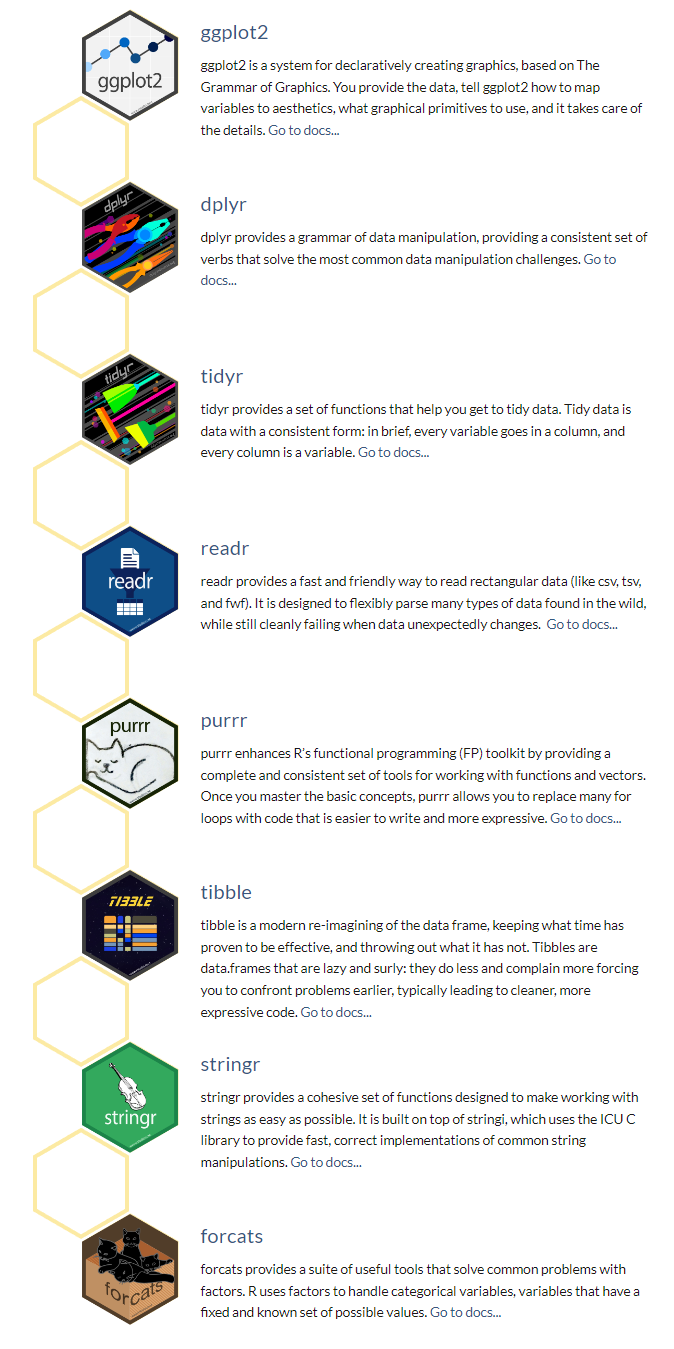 ggplot2
ggplot2
ggplot2 is a system for declaratively creating graphics, based on The
Grammar of Graphics. You provide the data, tell ggplot2 how to map
variables to aesthetics, what graphical primitives to use, and it takes care of
the details. Go to docs...
dplyr
dplyr
dplyr provides a grammar of data manipulation, providing a consistent set of
verbs that solve the most common data manipulation challenges. Go to
docs...
tidyr
tidyr
tidyr provides a set of functions that help you get to tidy data. Tidy data is
data with a consistent form: in brief, every variable goes in a column, and
every column is a variable. Go to docs...
readr
readr
readr provides a fast and friendly way to read rectangular data (like csv, tsv,
and fwf). It is designed to flexibly parse many types of data found in the wild,
while still cleanly failing when data unexpectedly changes. Go to docs...
purrr
purrr
purrr enhances R's functional programming (FP) toolkit by providing a
complete and consistent set of tools for working with functions and vectors.
Once you master the basic concepts, purrr allows you to replace many for
loops with code that is easier to write and more expressive. Go to docs...
TIBBLE
tibble
tibble is a modern re-imagining of the data frame, keeping what time has
proven to be effective, and throwing out what it has not. Tibbles are
data.frames that are lazy and surly: they do less and complain more forcing
you to confront problems earlier, typically leading to cleaner, more
expressive code. Go to docs...
stringr
stringr
stringr provides a cohesive set of functions designed to make working with
strings as easy as possible. It is built on top of stringi, which uses the ICU C
library to provide fast, correct implementations of common string
manipulations. Go to docs...
forcats
forcats
forcats provides a suite of useful tools that solve common problems with
factors. R uses factors to handle categorical variables, variables that have a
fixed and known set of possible values. Go to docs...